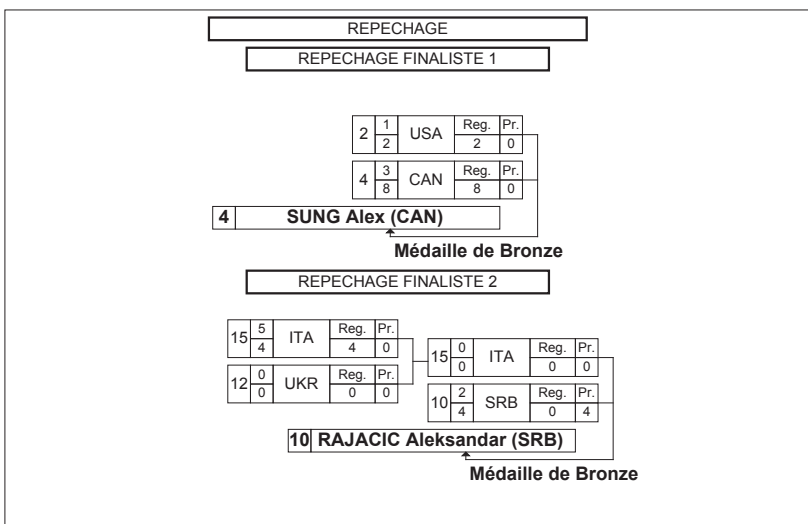 REPECHAGE
REPECHAGE FINALISTE 1
2 1 USA Reg. Pr.
2 2 0
4 3 CAN Reg. Pr.
8 8 0
4 SUNG Alex (CAN)
Médaille de Bronze
REPECHAGE FINALISTE 2
15 5 ITA Reg. Pr.
4 4 0
12 0 UKR Reg. Pr.
0 0 0
15 0 ITA Reg. Pr.
0 0 0
10 2 SRB Reg. Pr.
4 0 4
10 RAJACIC Aleksandar (SRB)
Médaille de Bronze